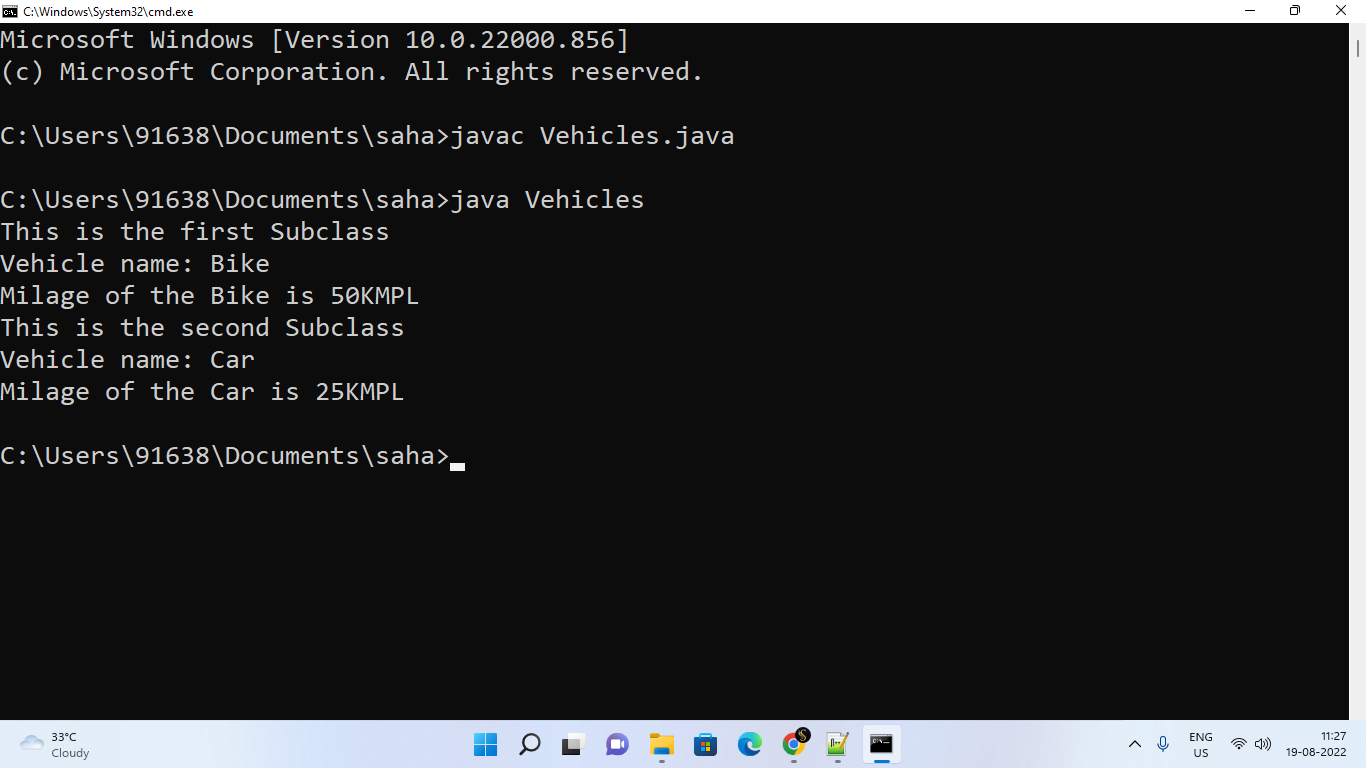 C:\Windows\System32\cmd.exe
Microsoft Windows [Version 10.0.22000.856]
(c) Microsoft Corporation. All rights reserved.
C:\Users\91638\Documents\saha>javac Vehicles.java
C:\Users\91638\Documents\saha>java Vehicles
This is the first Subclass
Vehicle name: Bike
Milage of the Bike is 50KMPL
This is the second Subclass
Vehicle name: Car
Milage of the Car is 25KMPL
C:\Users\91638\Documents\saha>
33°C
Cloudy
ENG
US
11:27
19-08-2022